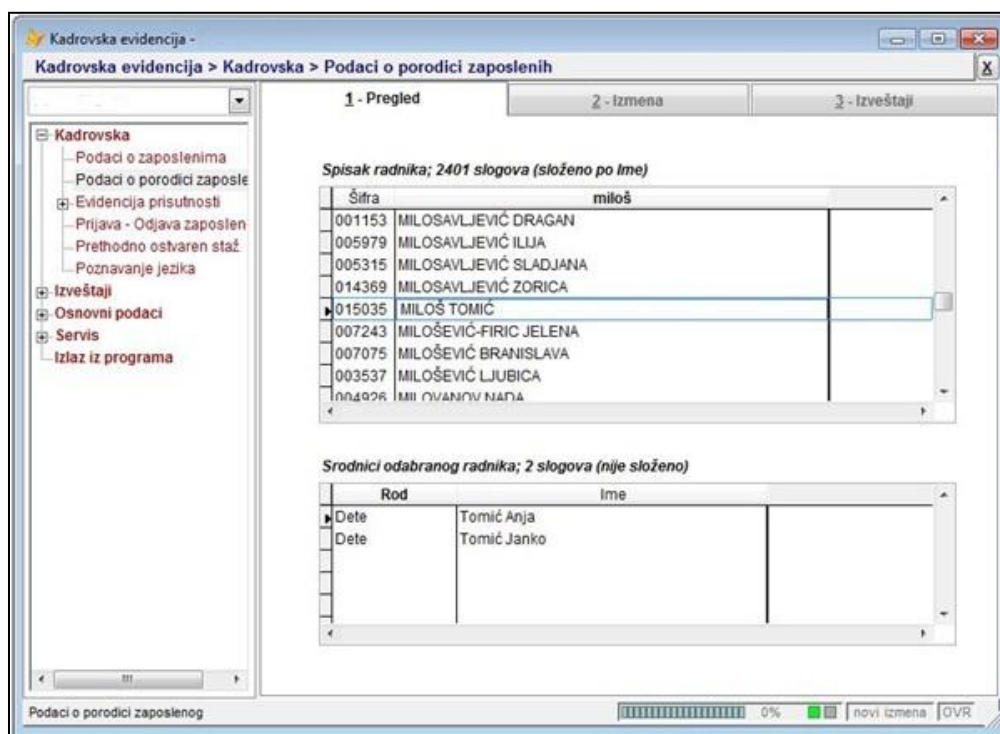 Kadrovska evidencija -
Kadrovska evidencija > Kadrovska > Podaci o porodici zaposlenih
X
1 - Pregled
2 - Izmena
3 - Izveštaji
Kadrovska
Podaci o zaposlenima
Podaci o porodici zaposle
Evidencija prisutnosti
Prijava - Odjava zaposlen
Prethodno ostvaren staž
Poznavanje jezika
Izveštaji
Osnovni podaci
Servis
Izlaz iz programa
Spisak radnika; 2401 slogova (složeno po Ime)
Šifra miloš
001153 MILOSAVLJEVIĆ DRAGAN
005979 MILOSAVLJEVIĆ ILIJA
005315 MILOSAVLJEVIĆ SLADJANA
014369 MILOSAVLJEVIĆ ZORICA
015035 MILOŠ TOMIĆ
007243 MILOŠEVIĆ-FIRIC JELENA
007075 MILOŠEVIĆ BRANISLAVA
003537 MILOŠEVIĆ LJUBICA
004926 MILOVANOV NADA
Srodnici odabranog radnika; 2 slogova (nije složeno)
Rod Ime
Dete Tomić Anja
Dete Tomić Janko
Podaci o porodici zaposlenog
0%
novi izmena
OVR